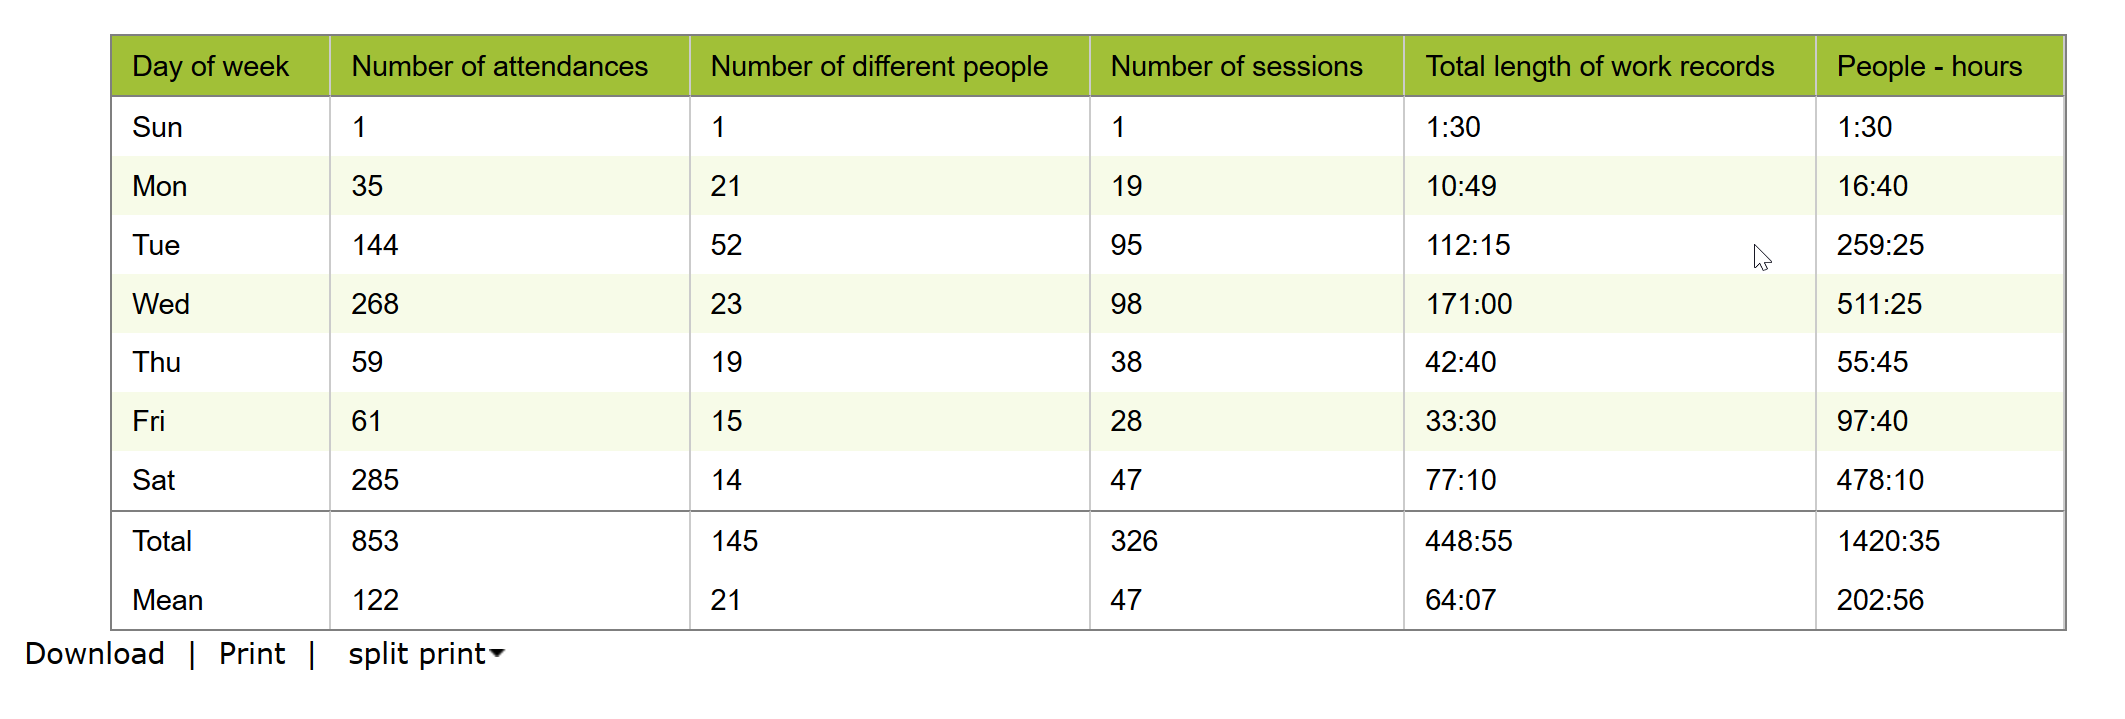 Day of week Number of attendances Number of different people Number of sessions Total length of work records People - hours
Sun 1 1 1 1:30 1:30
Mon 35 21 19 10:49 16:40
Tue 144 52 95 112:15 259:25
Wed 268 23 98 171:00 511:25
Thu 59 19 38 42:40 55:45
Fri 61 15 28 33:30 97:40
Sat 285 14 47 77:10 478:10
Total 853 145 326 448:55 1420:35
Mean 122 21 47 64:07 202:56
Download | Print | split print